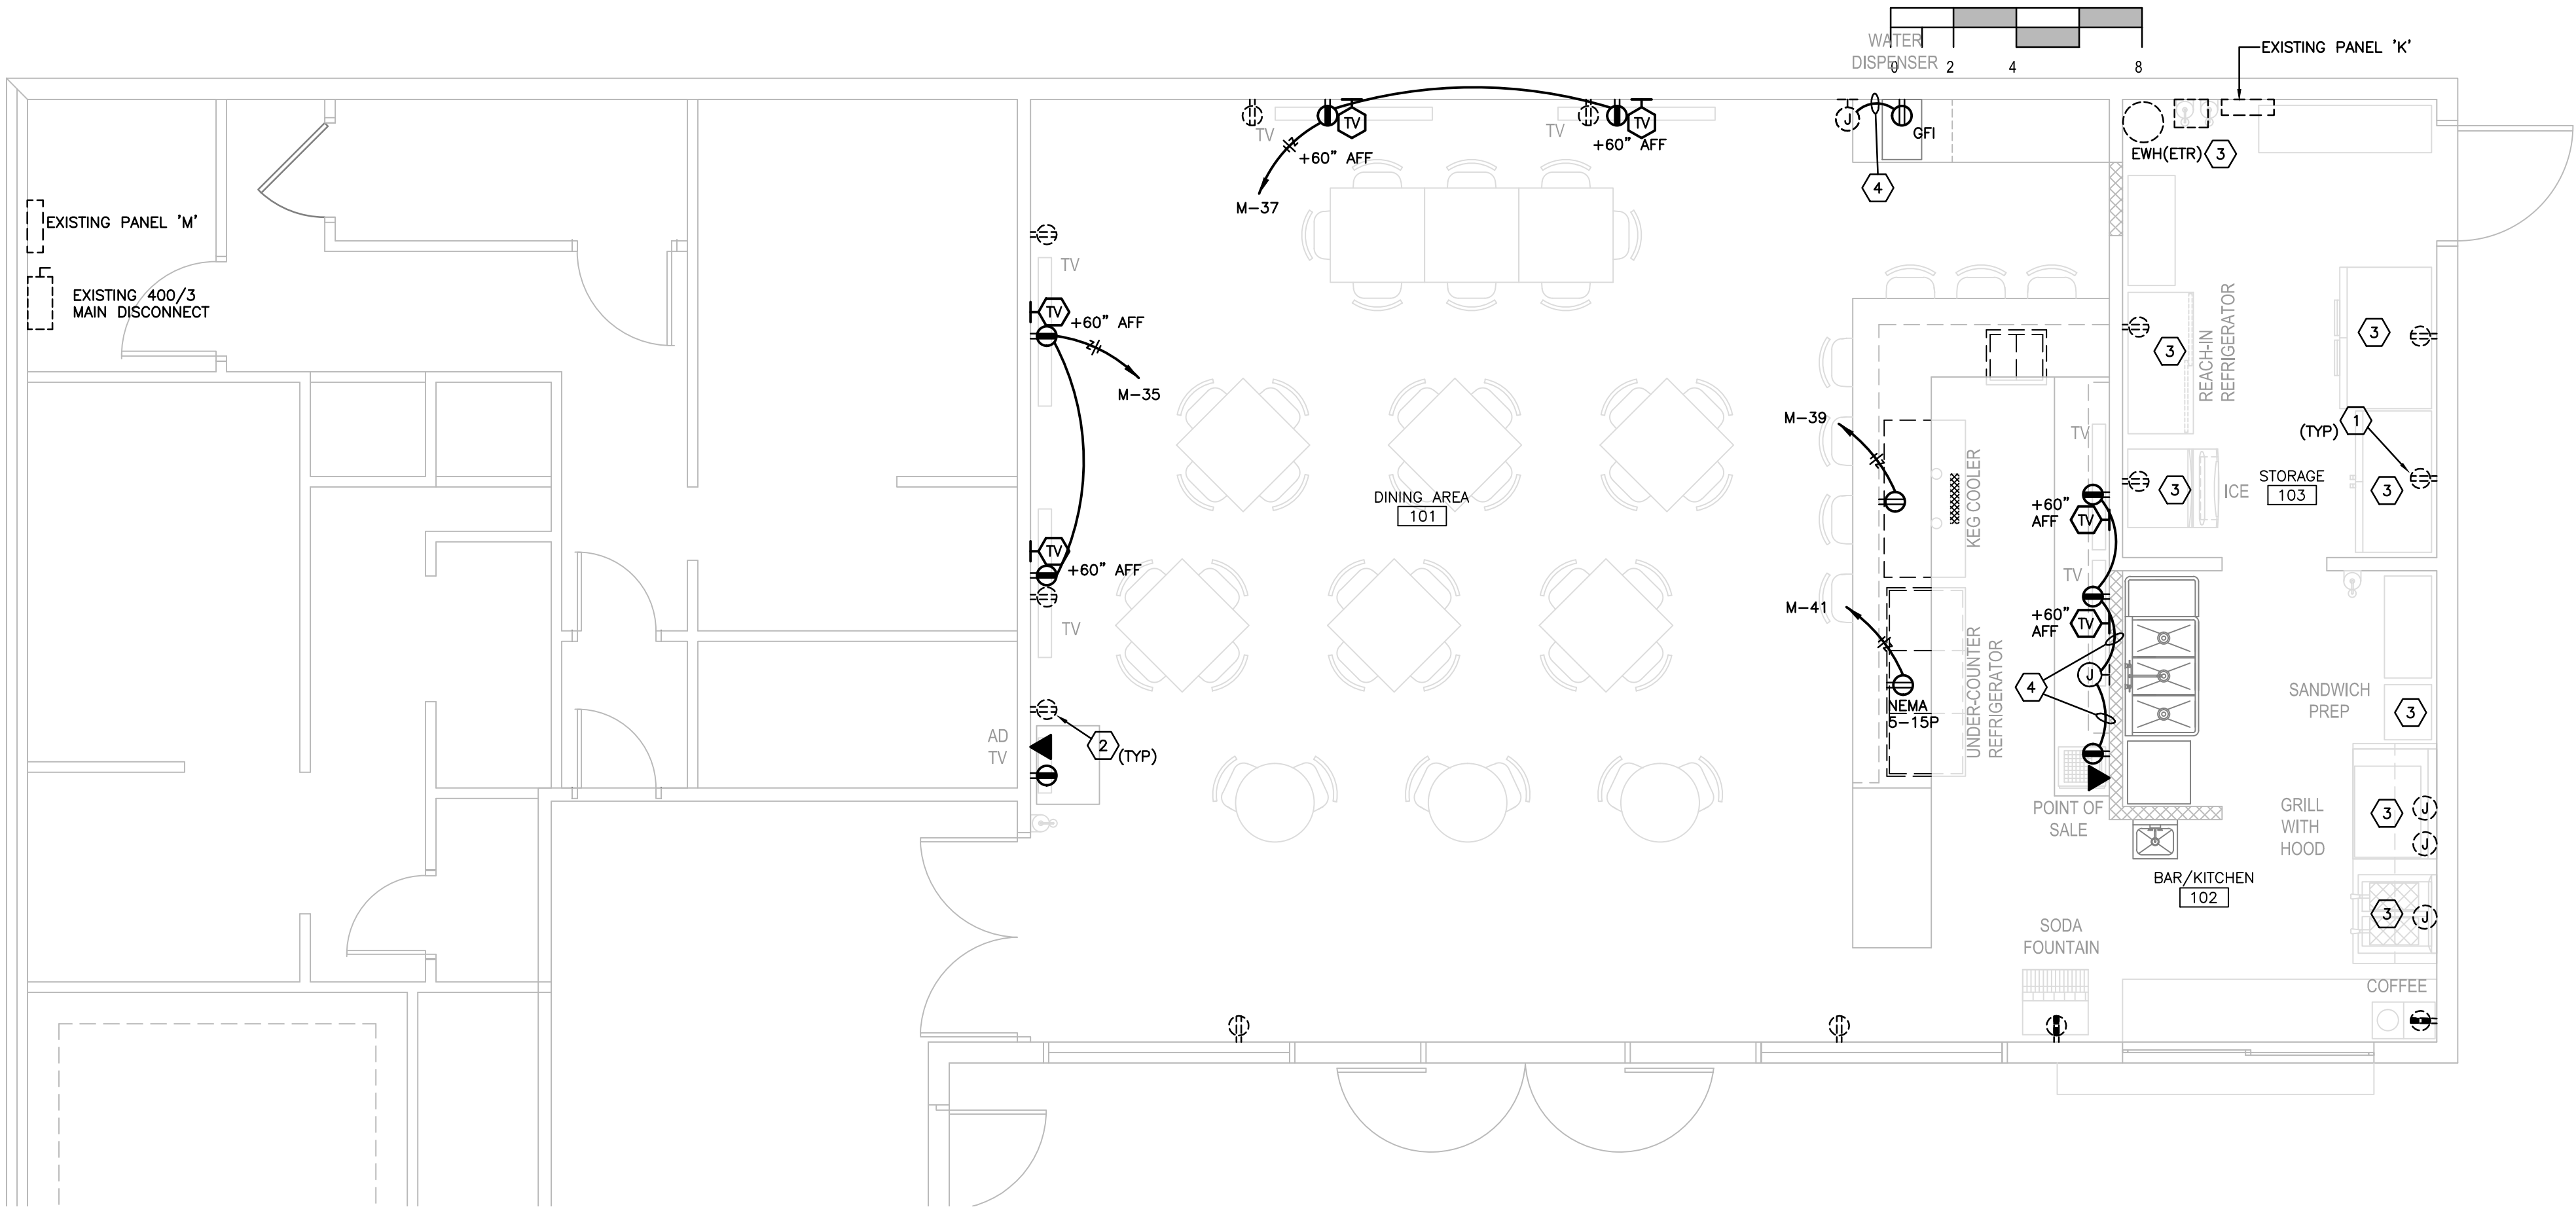 WATER
DISPENSER
0 2 4 8
EXISTING PANEL 'K'
TV
TV
+60" AFF
TV
TV
+60" AFF
J
GFI
4
EWH(ETR) 3
M-37
EXISTING PANEL 'M'
EXISTING 400/3
MAIN DISCONNECT
TV
TV
+60" AFF
M-35
3
REACH-IN
REFRIGERATOR
3
1
(TYP)
M-39
TV
KEG COOLER
DINING AREA
101
+60"
AFF
TV
3
ICE
STORAGE
103
3
TV
+60" AFF
TV
TV
+60"
AFF
TV
M-41
UNDER-COUNTER
REFRIGERATOR
NEMA
5-15P
J
4
SANDWICH
PREP
3
AD
TV
2
(TYP)
POINT OF
SALE
GRILL
WITH
HOOD
3
J
J
BAR/KITCHEN
102
3
J
SODA
FOUNTAIN
COFFEE